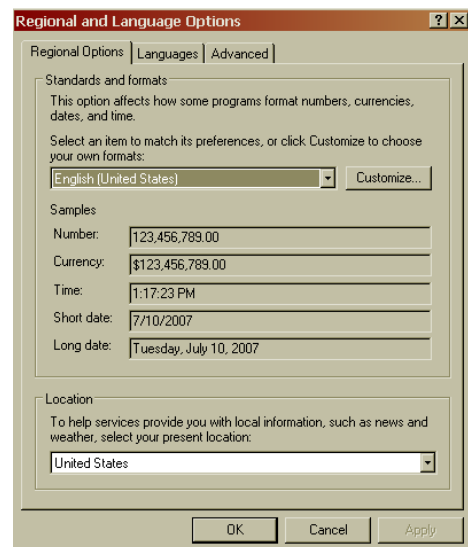 Regional and Language Options
Regional Options Languages Advanced
Standards and formats
This option affects how some programs format numbers, currencies,
dates, and time.
Select an item to match its preferences, or click Customize to choose
your own formats:
English (United States) Customize...
Samples
Number: 123,456,789.00
Currency: $123,456,789.00
Time: 1:17:23 PM
Short date: 7/10/2007
Long date: Tuesday, July 10, 2007
Location
To help services provide you with local information, such as news and
weather, select your present location:
United States
OK Cancel Apply